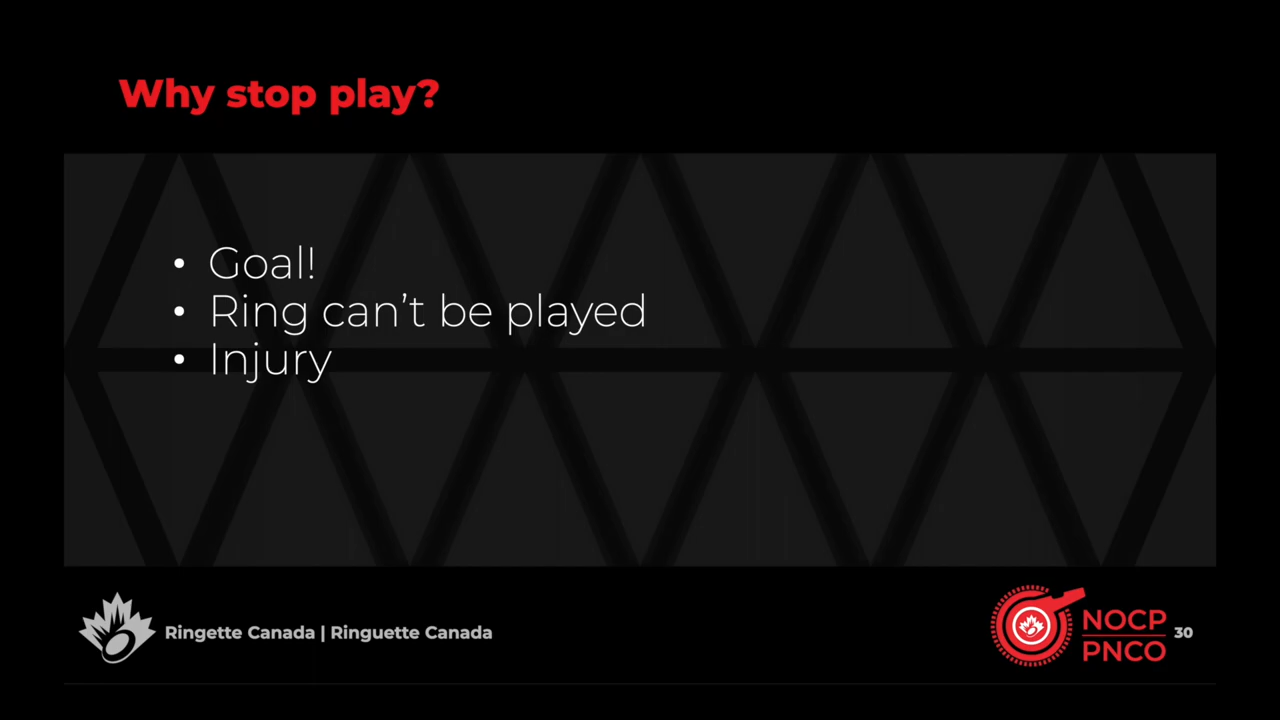 Why stop play?
• Goal!
• Ring can’t be played
• Injury
Ringette Canada | Ringuette Canada
NOCP
PNCO
30